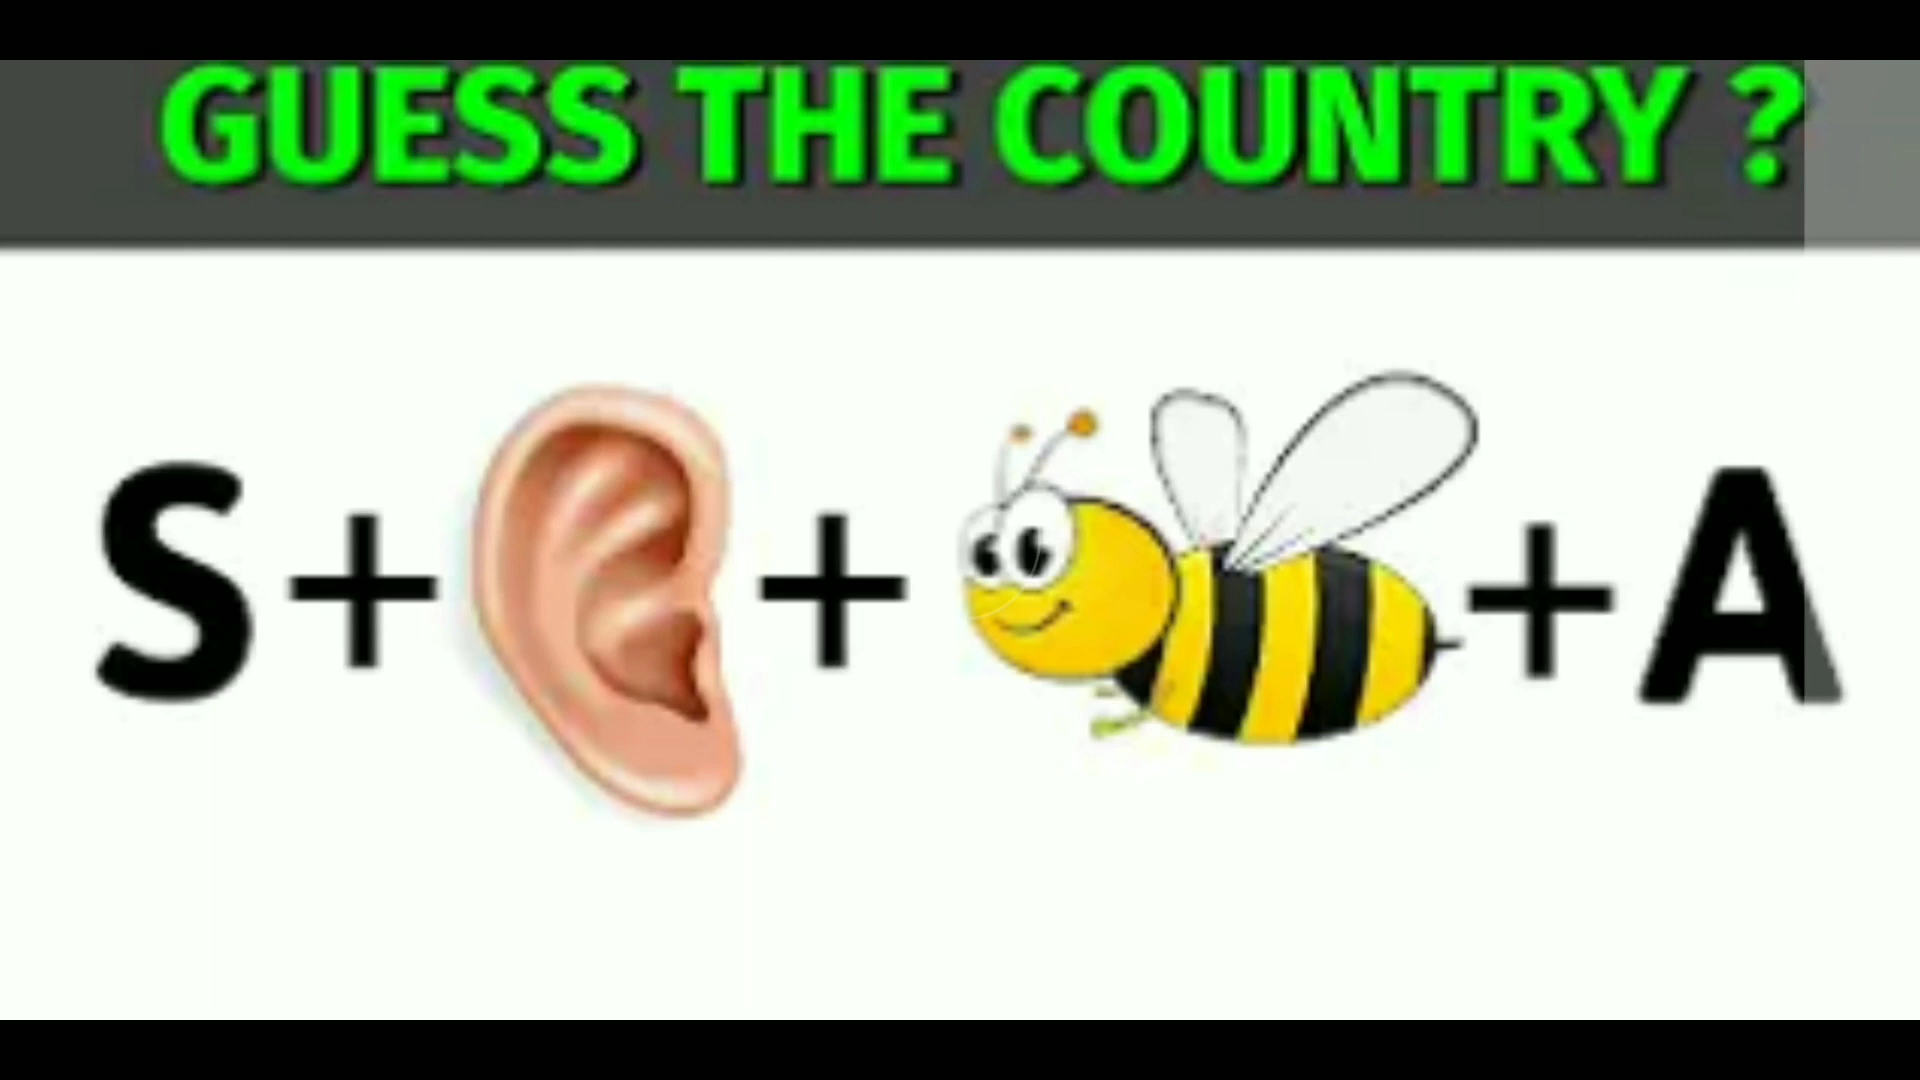 GUESS THE COUNTRY ?
S + + + A